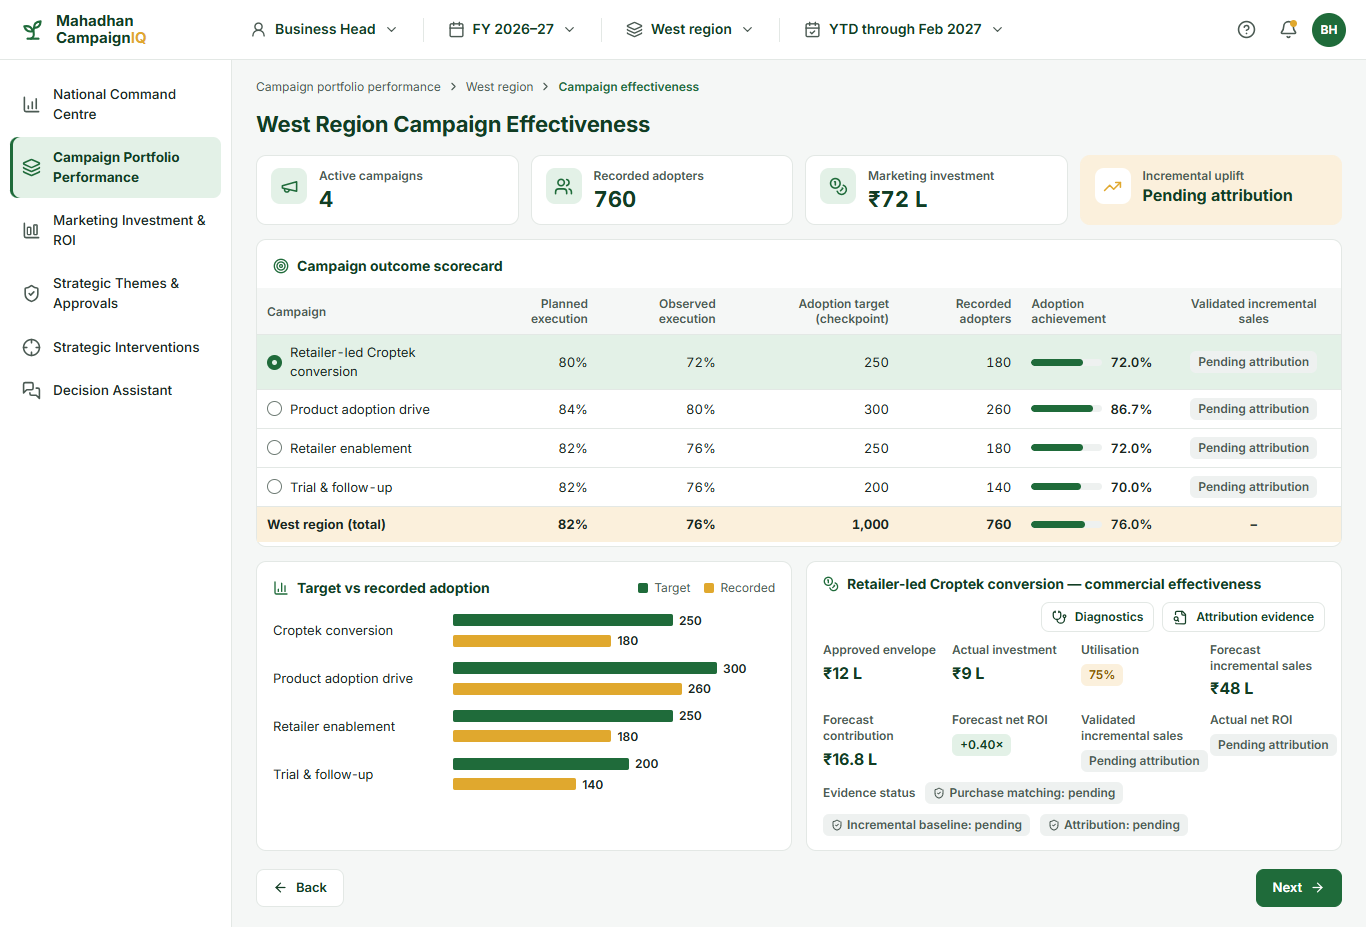 Mahadhan
CampaignIQ
Business Head
FY 2026–27
West region
YTD through Feb 2027
BH
National Command
Centre
Campaign Portfolio
Performance
Marketing Investment &
ROI
Strategic Themes &
Approvals
Strategic Interventions
Decision Assistant
Campaign portfolio performance > West region > Campaign effectiveness
West Region Campaign Effectiveness
Active campaigns
4
Recorded adopters
760
Marketing investment
₹72 L
Incremental uplift
Pending attribution
Campaign outcome scorecard
Campaign
Planned
execution
Observed
execution
Adoption target
(checkpoint)
Recorded
adopters
Adoption
achievement
Validated incremental
sales
Retailer-led Croptek
conversion
80% 72% 250 180 72.0% Pending attribution
Product adoption drive 84% 80% 300 260 86.7% Pending attribution
Retailer enablement 82% 76% 250 180 72.0% Pending attribution
Trial & follow-up 82% 76% 200 140 70.0% Pending attribution
West region (total) 82% 76% 1,000 760 76.0% –
Target vs recorded adoption
Target Recorded
Croptek conversion
250
180
Product adoption drive
300
260
Retailer enablement
250
180
Trial & follow-up
200
140
Retailer-led Croptek conversion — commercial effectiveness
Diagnostics
Attribution evidence
Approved envelope
₹12 L
Actual investment
₹9 L
Utilisation
75%
Forecast
incremental sales
₹48 L
Forecast
contribution
₹16.8 L
Forecast net ROI
+0.40×
Validated
incremental sales
Pending attribution
Actual net ROI
Pending attribution
Evidence status
Purchase matching: pending
Incremental baseline: pending
Attribution: pending
Back
Next